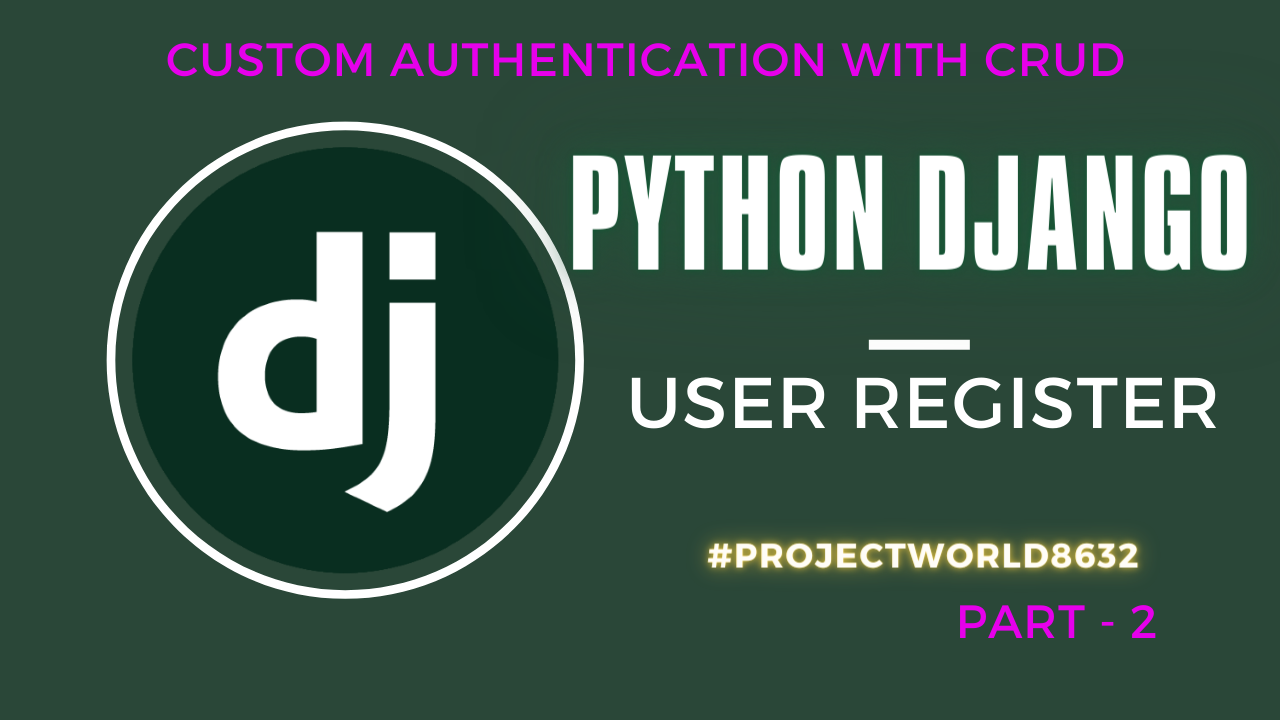 CUSTOM AUTHENTICATION WITH CRUD
dj
PYTHON DJANGO
USER REGISTER
#PROJECTWORLD8632
PART - 2